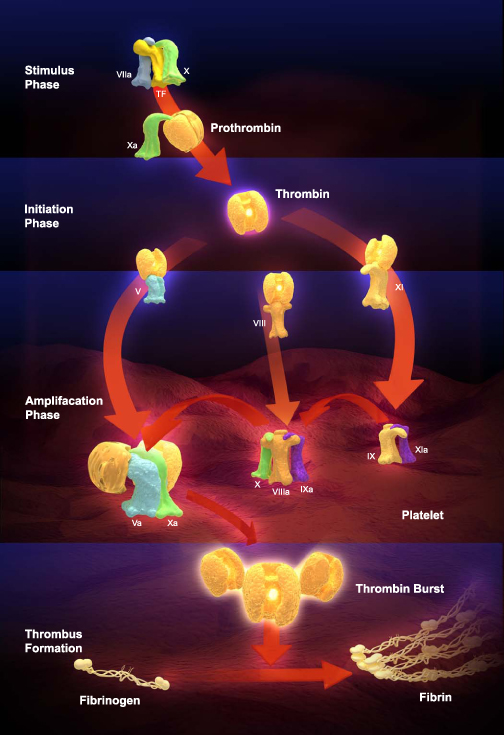 Stimulus
Phase
VIIa
X
TF
Xa
Prothrombin
Initiation
Phase
Thrombin
V
VIII
XI
Amplifacation
Phase
IX
XIa
X
VIIIa
IXa
Va
Xa
Platelet
Thrombin Burst
Thrombus
Formation
Fibrinogen
Fibrin